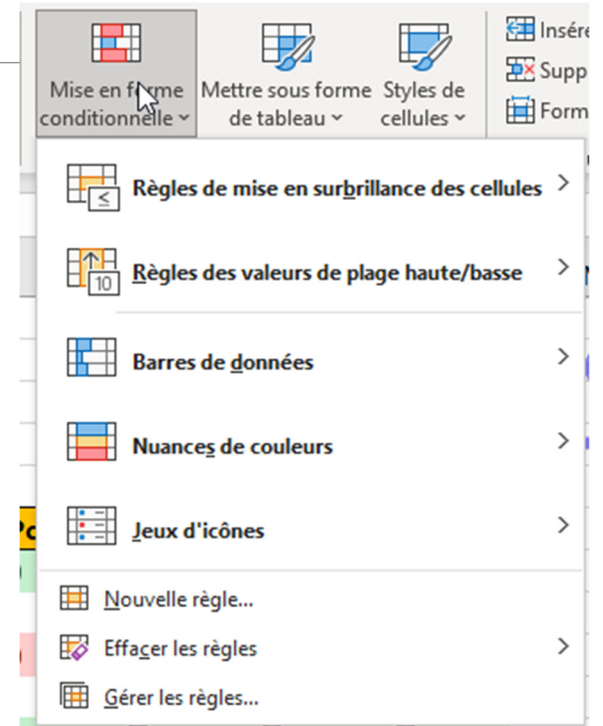 Mise en forme
conditionnelle
Mettre sous forme
de tableau
Styles de
cellules
Insére
Supp
Form
Règles de mise en surbrillance des cellules
≤
Règles des valeurs de plage haute/basse
10
Barres de données
Nuances de couleurs
Jeux d'icônes
Nouvelle règle...
Effacer les règles
Gérer les règles...